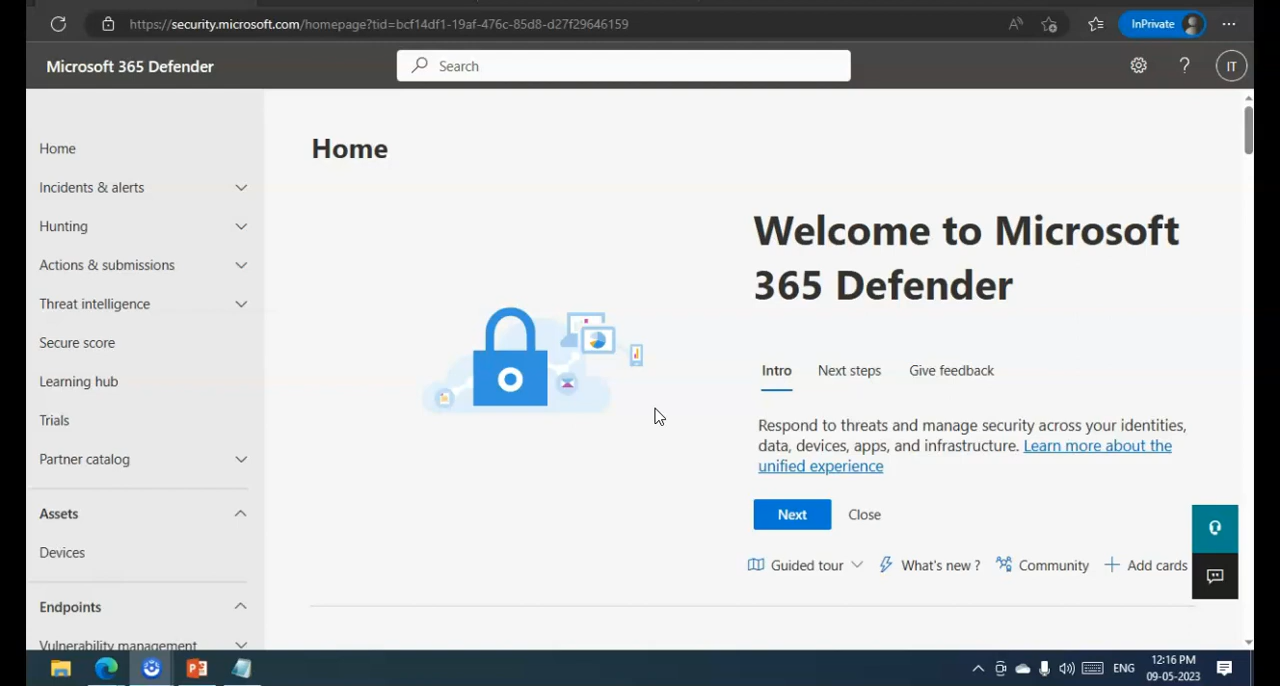 https://security.microsoft.com/homepage?tid=bcf14df1-19af-476c-85d8-d27f29646159
InPrivate
Microsoft 365 Defender
Search
IT
Home
Incidents & alerts
Hunting
Actions & submissions
Threat intelligence
Secure score
Learning hub
Trials
Partner catalog
Assets
Devices
Endpoints
Vulnerability management
Home
Welcome to Microsoft
365 Defender
Intro Next steps Give feedback
Respond to threats and manage security across your identities,
data, devices, apps, and infrastructure. Learn more about the
unified experience
Next Close
Guided tour What's new ? Community Add cards
ENG
12:16 PM
09-05-2023